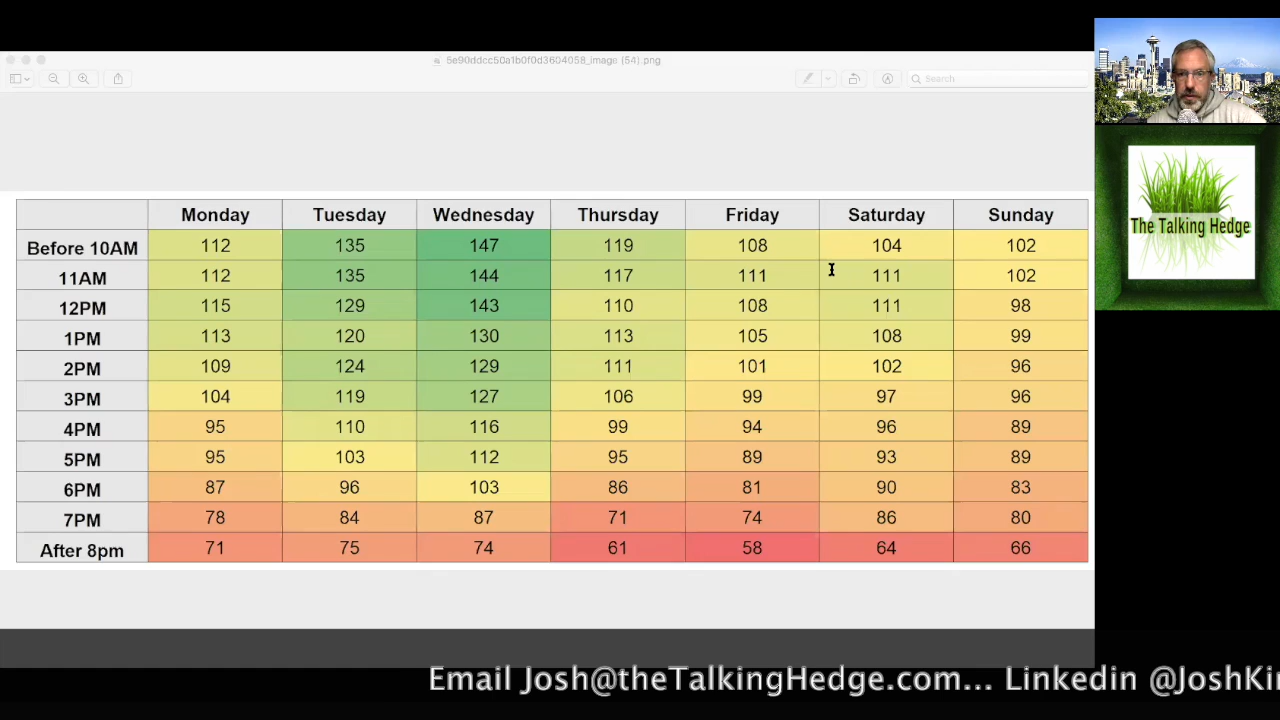 5e90ddcc50a1b0f0d3604058_image (54).png
Search
Monday Tuesday Wednesday Thursday Friday Saturday Sunday
Before 10AM 112 135 147 119 108 104 102
11AM 112 135 144 117 111 111 102
12PM 115 129 143 110 108 111 98
1PM 113 120 130 113 105 108 99
2PM 109 124 129 111 101 102 96
3PM 104 119 127 106 99 97 96
4PM 95 110 116 99 94 96 89
5PM 95 103 112 95 89 93 89
6PM 87 96 103 86 81 90 83
7PM 78 84 87 71 74 86 80
After 8pm 71 75 74 61 58 64 66
The Talking Hedge
Email Josh@theTalkingHedge.com... Linkedin @JoshKi